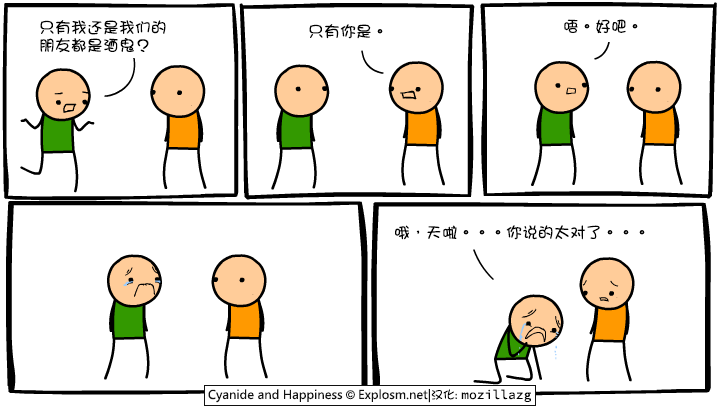 只有我还是我们的
朋友都是酒鬼？
只有你是。
唔。好吧。
哦，天啦。。。你说的太对了。。。
Cyanide and Happiness © Explosm.net|汉化: mozillazg